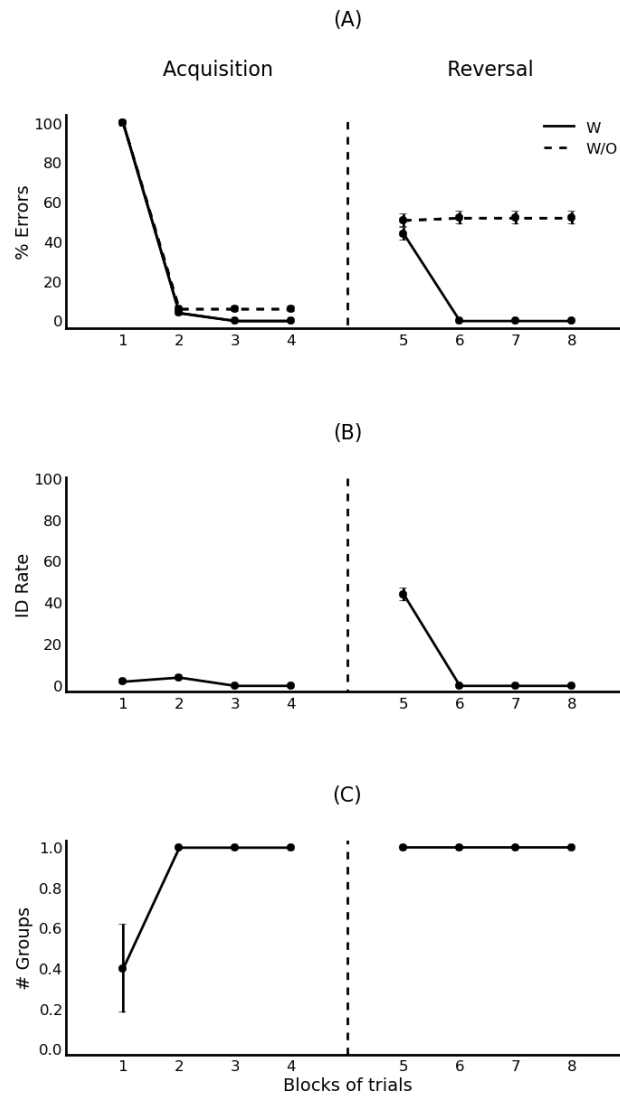 (A)
Acquisition
Reversal
W
W/O
% Errors
100
80
60
40
20
0
1 2 3 4 5 6 7 8
(B)
ID Rate
100
80
60
40
20
0
1 2 3 4 5 6 7 8
(C)
# Groups
1.0
0.8
0.6
0.4
0.2
0.0
1 2 3 4 5 6 7 8
Blocks of trials